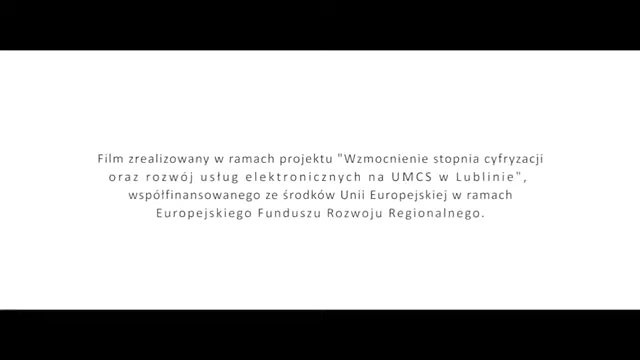 Film zrealizowany w ramach projektu "Wzmocnienie stopnia cyfryzacji
oraz rozwój usług elektronicznych na UMCS w Lublinie",
współfinansowanego ze środków Unii Europejskiej w ramach
Europejskiego Funduszu Rozwoju Regionalnego.